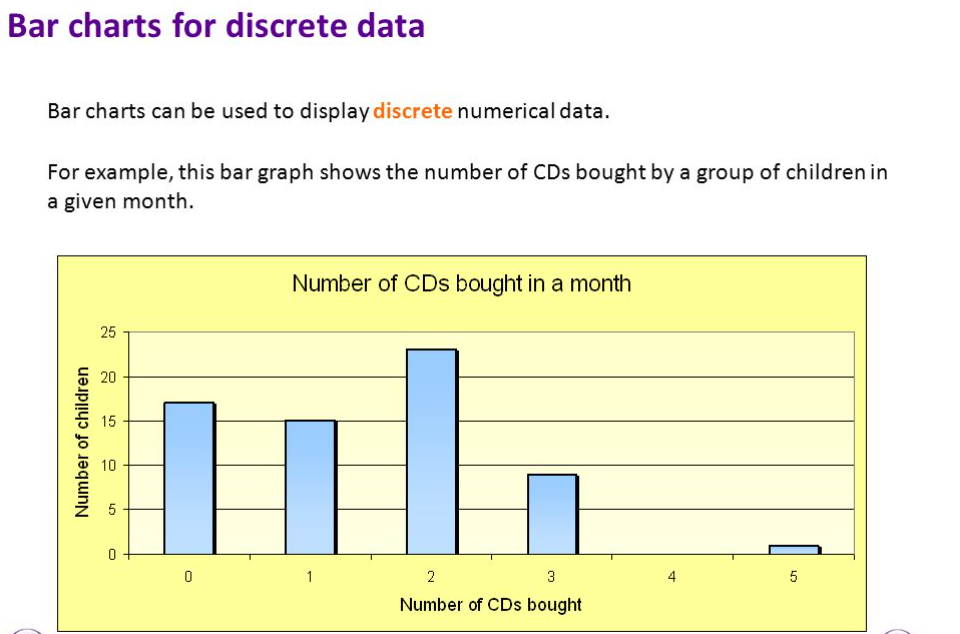 Bar charts for discrete data
Bar charts can be used to display discrete numerical data.
For example, this bar graph shows the number of CDs bought by a group of children in
a given month.
Number of CDs bought in a month
Number of children
25
20
15
10
5
0
0 1 2 3 4 5
Number of CDs bought